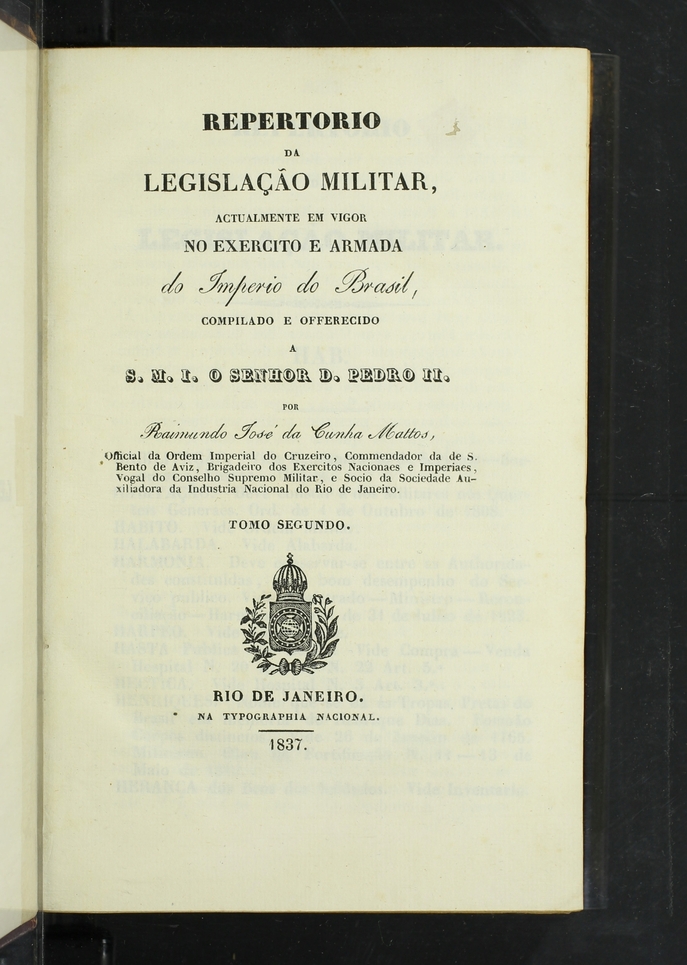 REPERTORIO
DA
LEGISLAÇÃO MILITAR,
ACTUALMENTE EM VIGOR
NO EXERCITO E ARMADA
do Imperio do Brasil,
COMPILADO E OFFERECIDO
A
S. M. I. O SENHOR D. PEDRO II.
POR
Raimundo José da Cunha Mattos,
Official da Ordem Imperial do Cruzeiro, Commendador da de S.
Bento de Aviz, Brigadeiro dos Exercitos Nacionaes e Imperiaes,
Vogal do Conselho Supremo Militar, e Socio da Sociedade Au-
xiliadora da Industria Nacional do Rio de Janeiro.
TOMO SEGUNDO.
RIO DE JANEIRO.
NA TYPOGRAPHIA NACIONAL.
1837.